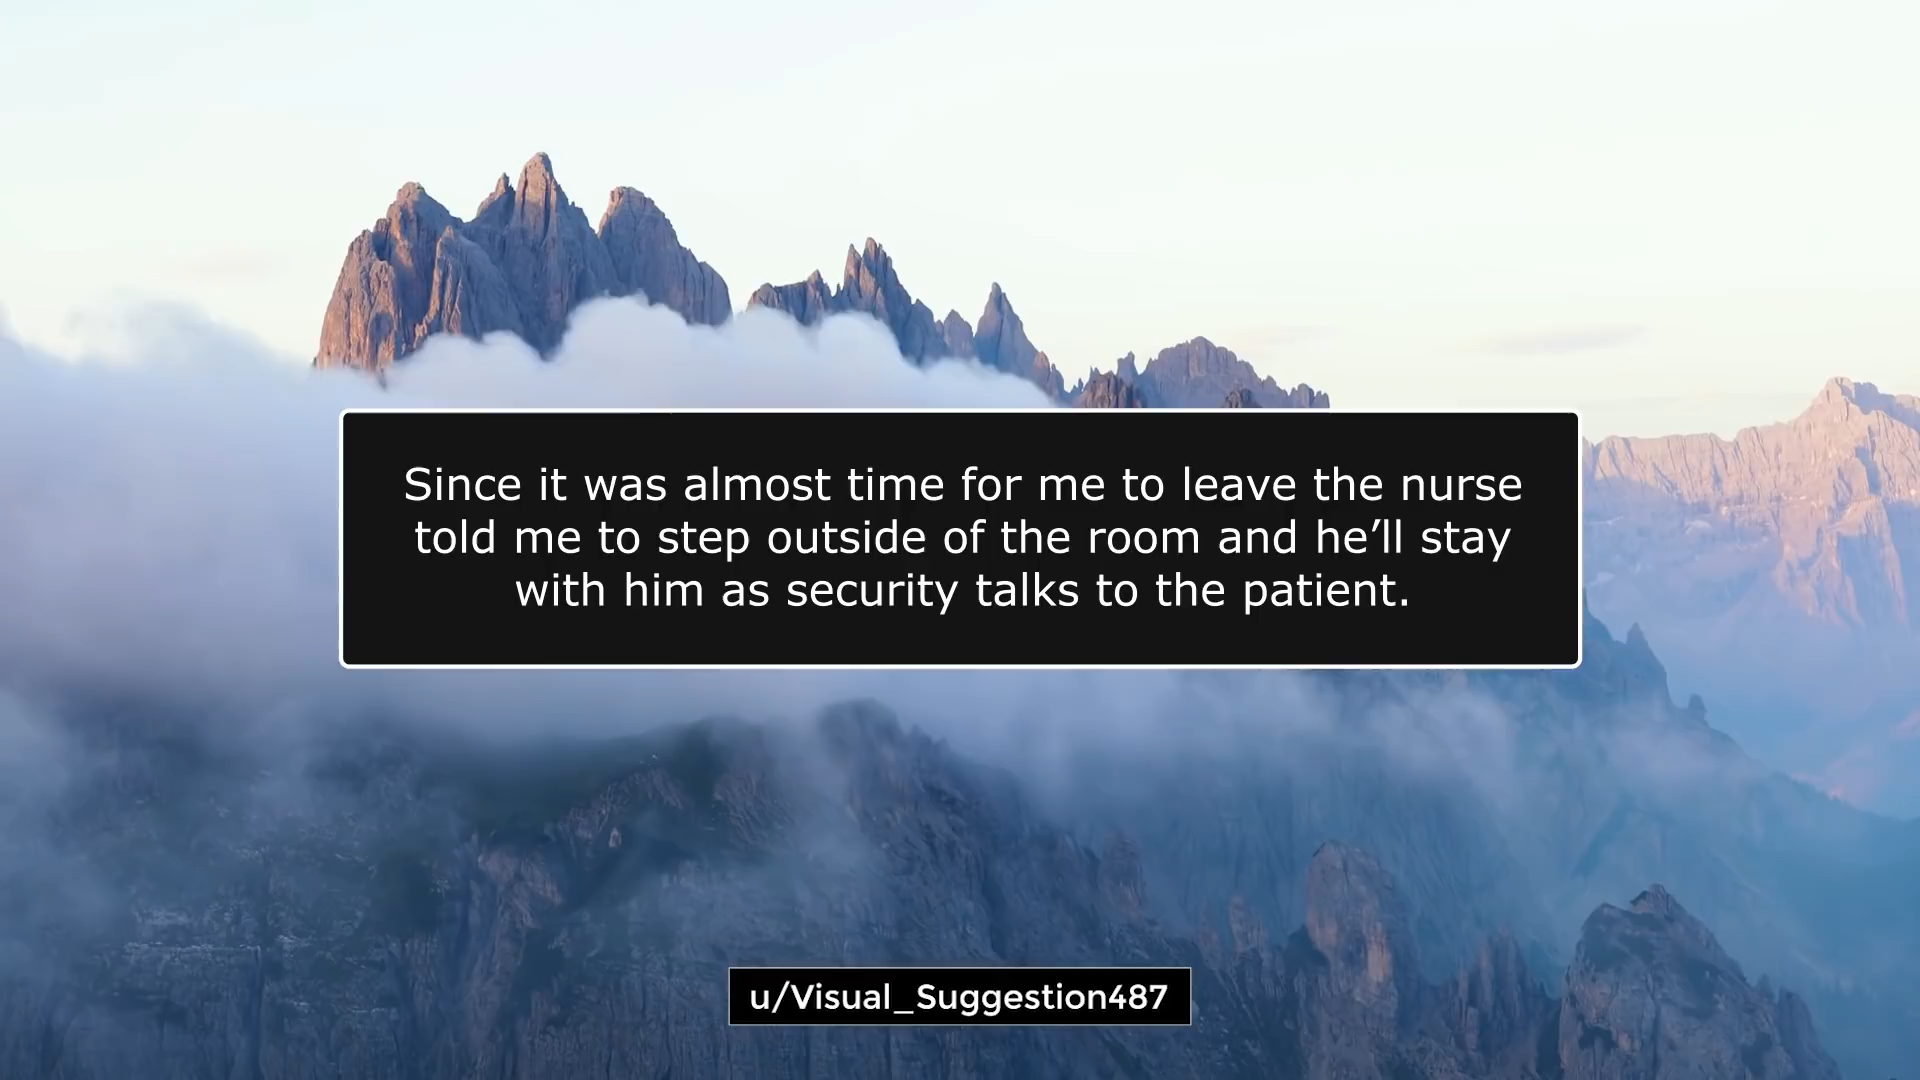 Since it was almost time for me to leave the nurse
told me to step outside of the room and he’ll stay
with him as security talks to the patient.
u/Visual_Suggestion487